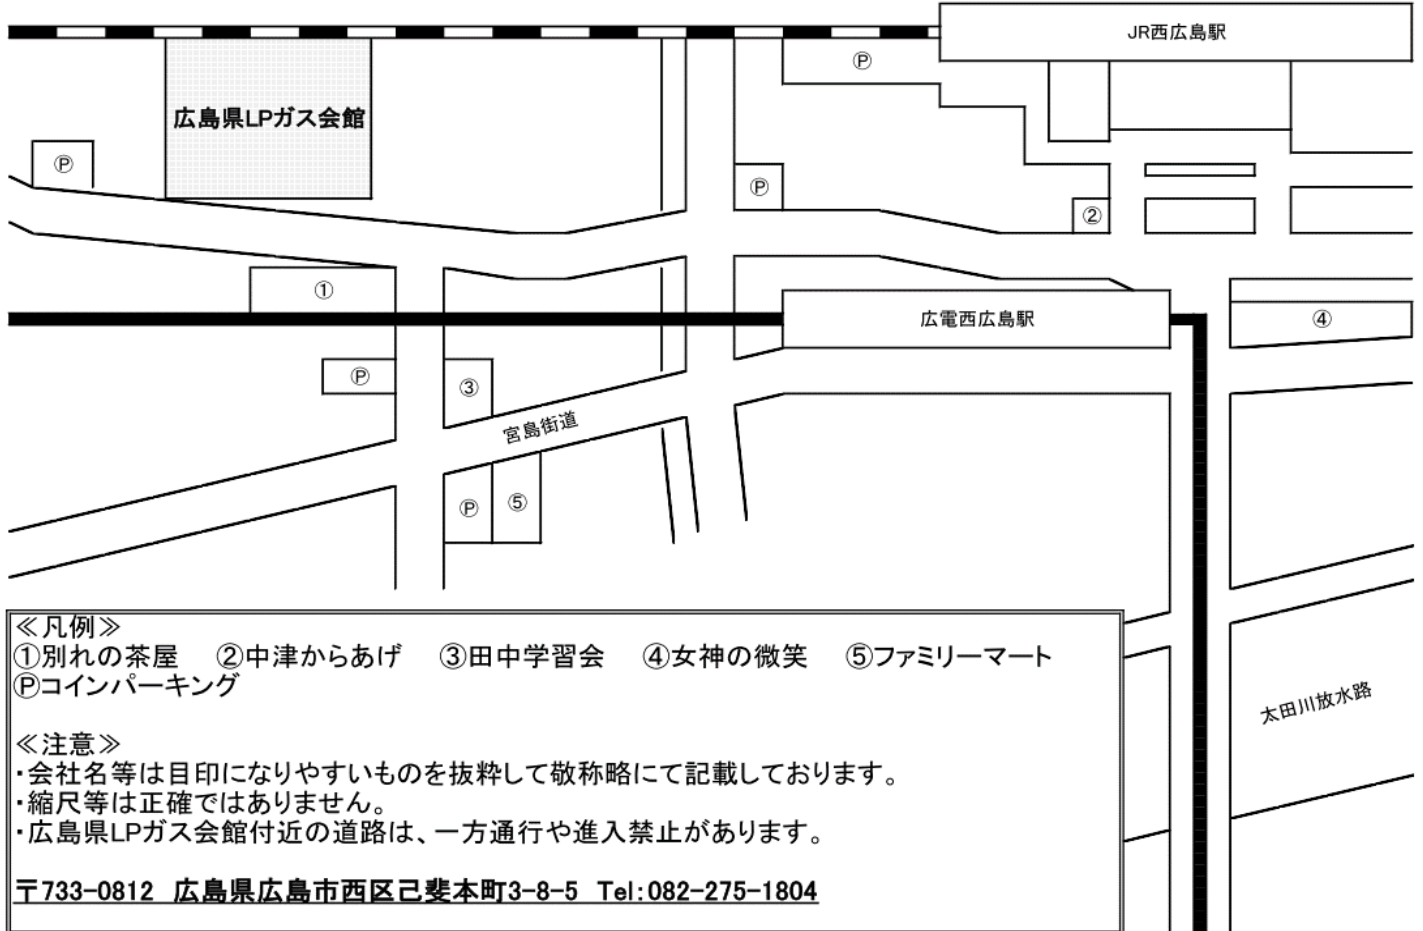 JR西広島駅
Ⓟ
広島県LPガス会館
Ⓟ
Ⓟ
②
①
広電西広島駅
④
Ⓟ
③
宮島街道
Ⓟ
⑤
太田川放水路
≪凡例≫
①別れの茶屋 ②中津からあげ ③田中学習会 ④女神の微笑 ⑤ファミリーマート
Ⓟコインパーキング
≪注意≫
・会社名等は目印になりやすいものを抜粋して敬称略にて記載しております。
・縮尺等は正確ではありません。
・広島県LPガス会館付近の道路は、一方通行や進入禁止があります。
〒733-0812 広島県広島市西区己斐本町3-8-5 Tel:082-275-1804